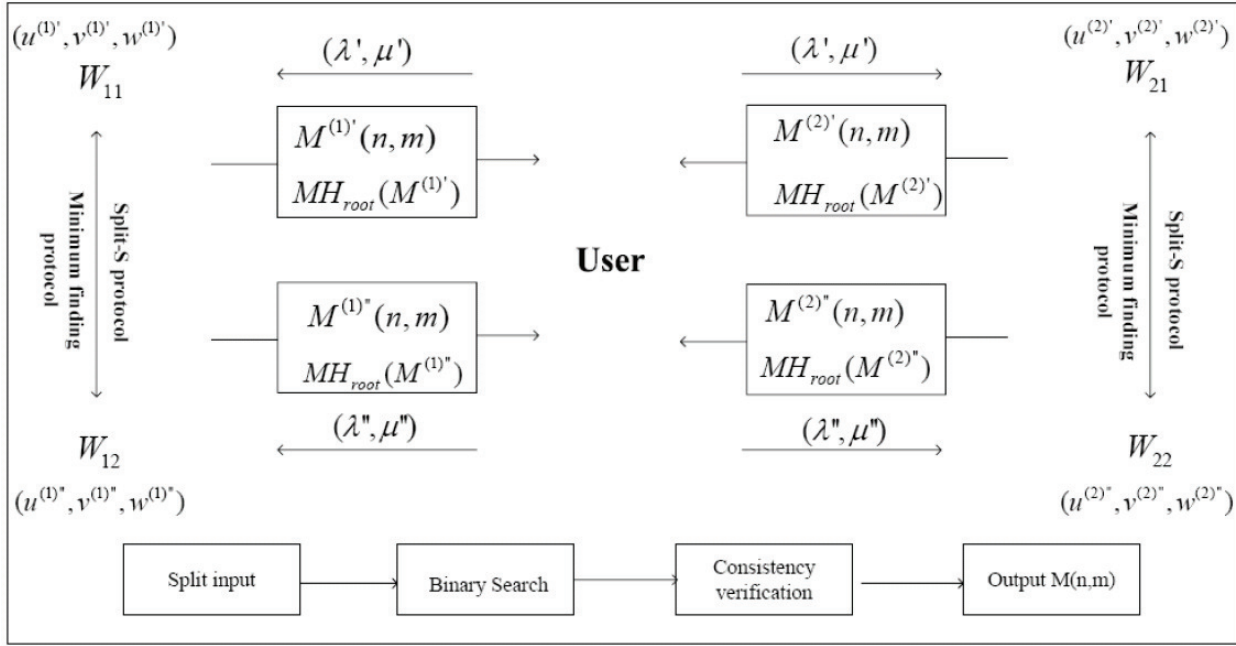 (u^{(1)'}, v^{(1)'}, w^{(1)'})
W_{11}
(λ', μ')
(λ', μ')
(u^{(2)'}, v^{(2)'}, w^{(2)'})
W_{21}
M^{(1)'}(n, m)
MH_{root}(M^{(1)'})
M^{(2)'}(n, m)
MH_{root}(M^{(2)'})
Split-S protocol
Minimum finding
protocol
User
Split-S protocol
Minimum finding
protocol
M^{(1)"}(n, m)
MH_{root}(M^{(1)"})
M^{(2)"}(n, m)
MH_{root}(M^{(2)"})
(λ", μ")
(λ", μ")
W_{12}
(u^{(1)"}, v^{(1)"}, w^{(1)"})
W_{22}
(u^{(2)"}, v^{(2)"}, w^{(2)"})
Split input
Binary Search
Consistency
verification
Output M(n,m)